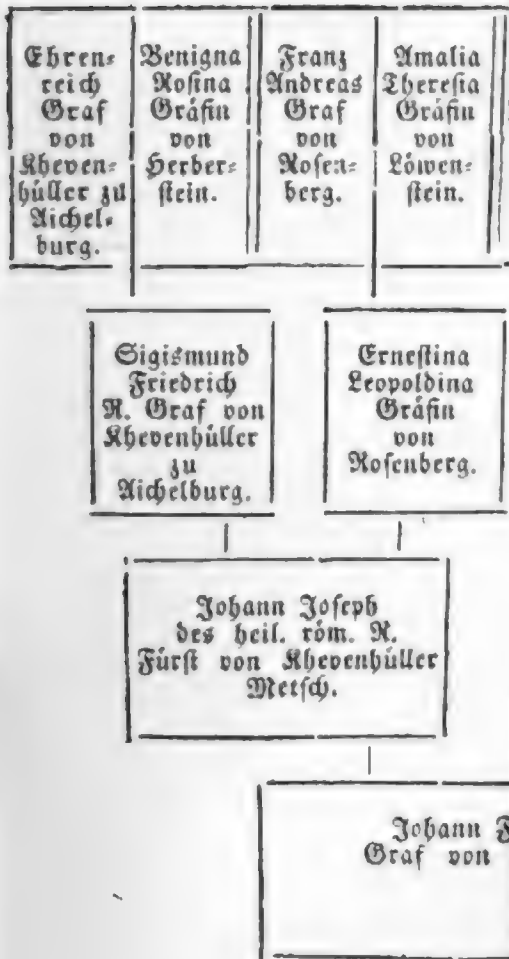 Ehren-
reich
Graf
von
Kheven-
hüller zu
Aichel-
burg.
Benigna
Rosina
Gräfin
von
Herber-
stein.
Franz
Andreas
Graf
von
Rosen-
berg.
Amalia
Theresia
Gräfin
von
Löwen-
stein.
Sigismund
Friedrich
R. Graf von
Khevenhüller
zu
Aichelburg.
Ernestina
Leopoldina
Gräfin
von
Rosenberg.
Johann Joseph
des heil. röm. R.
Fürst von Khevenhüller
Metsch.
Johann
Graf von